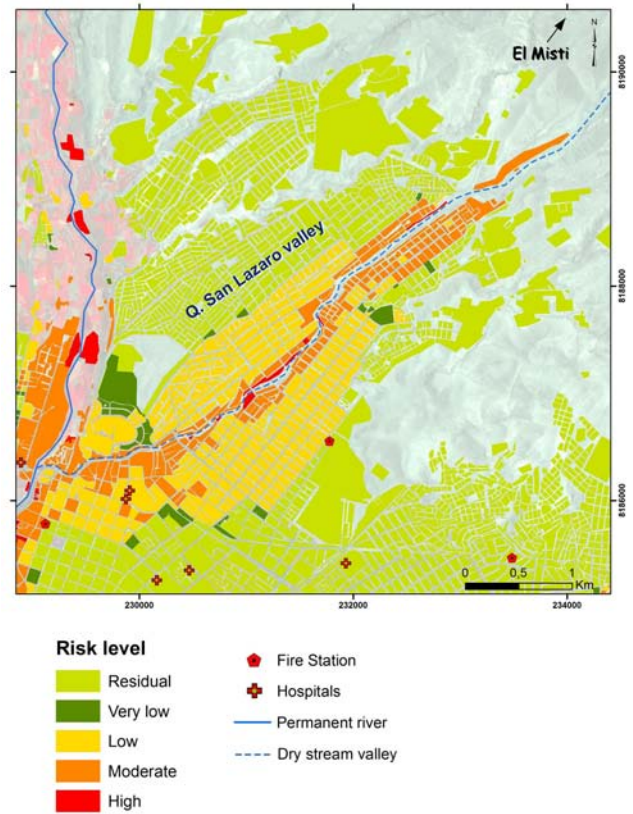 El Misti
N
8190000
Q. San Lazaro valley
8188000
8186000
0 0,5 1
Km
230000 232000 234000
Risk level
Residual
Very low
Low
Moderate
High
Fire Station
Hospitals
Permanent river
Dry stream valley